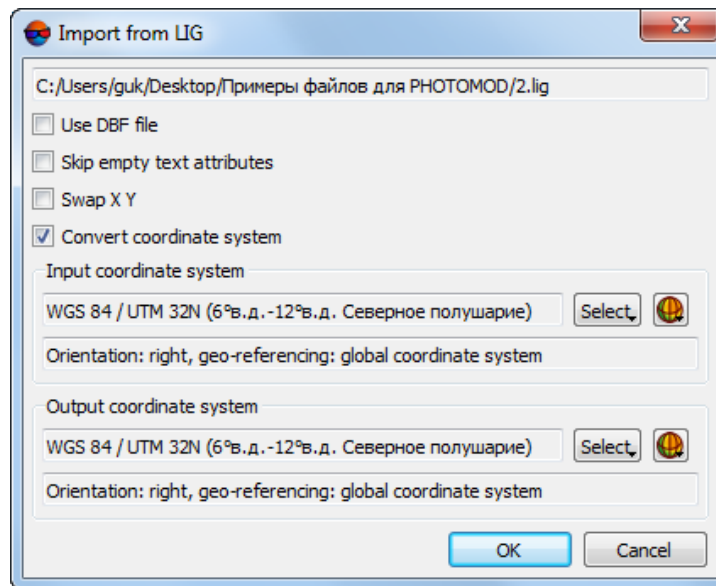 Import from LIG
C:/Users/guk/Desktop/Примеры файлов для PHOTOMOD/2.lig
Use DBF file
Skip empty text attributes
Swap X Y
Convert coordinate system
Input coordinate system
WGS 84 / UTM 32N (6°в.д.-12°в.д. Северное полушарие) Select
Orientation: right, geo-referencing: global coordinate system
Output coordinate system
WGS 84 / UTM 32N (6°в.д.-12°в.д. Северное полушарие) Select
Orientation: right, geo-referencing: global coordinate system
OK Cancel